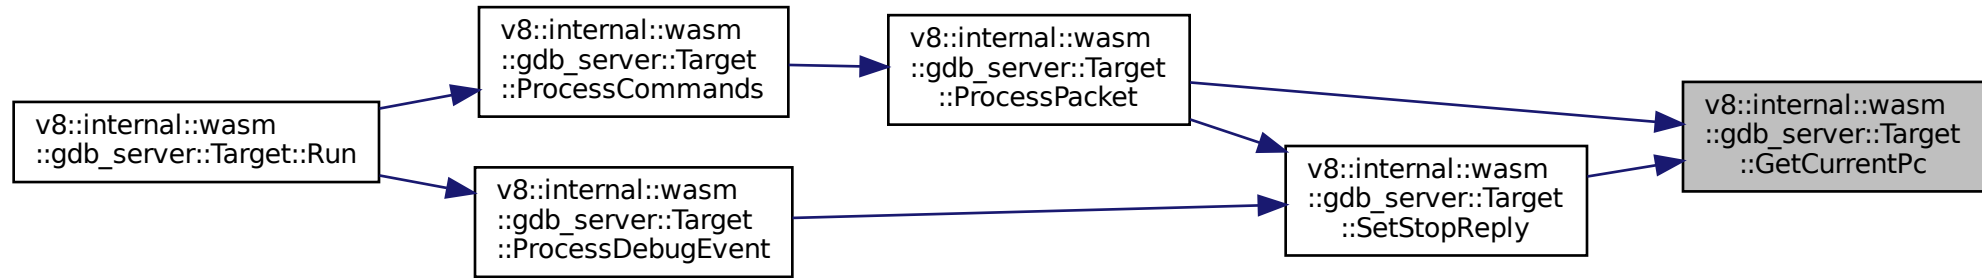 v8::internal::wasm
::gdb_server::Target::Run
v8::internal::wasm
::gdb_server::Target
::ProcessCommands
v8::internal::wasm
::gdb_server::Target
::ProcessDebugEvent
v8::internal::wasm
::gdb_server::Target
::ProcessPacket
v8::internal::wasm
::gdb_server::Target
::SetStopReply
v8::internal::wasm
::gdb_server::Target
::GetCurrentPc